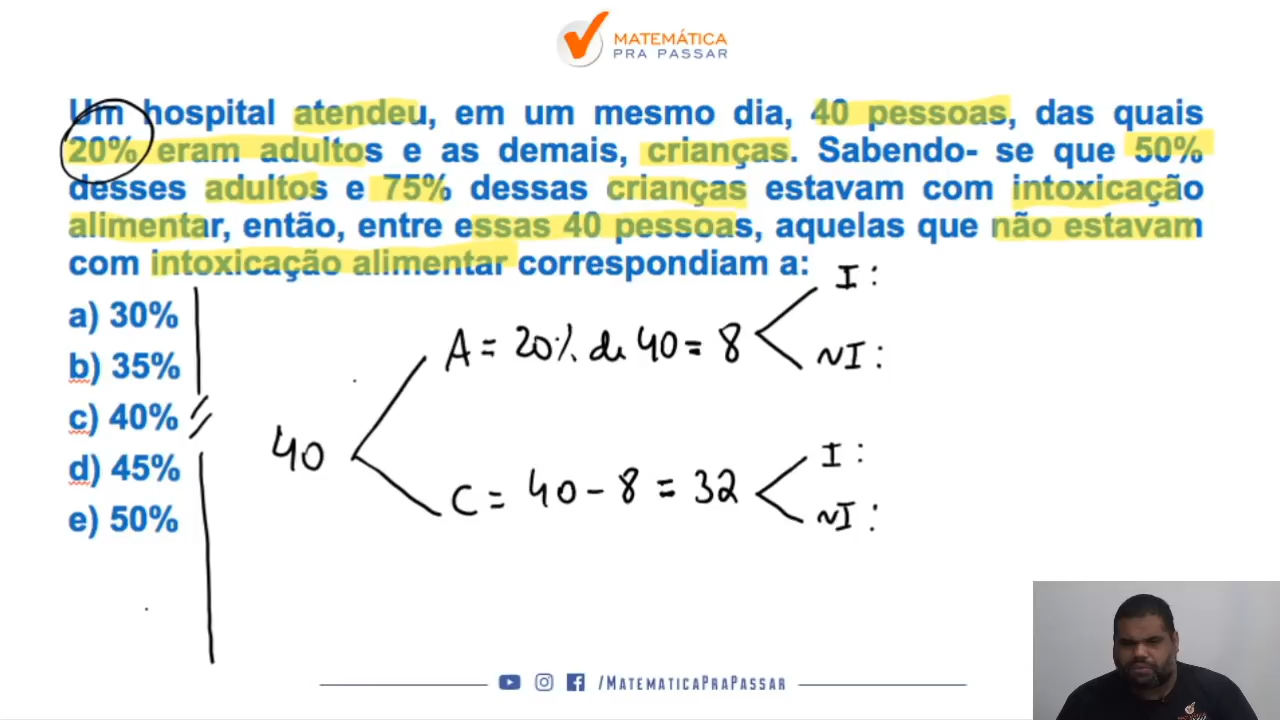 MATEMÁTICA
PRA PASSAR
Um hospital atendeu, em um mesmo dia, 40 pessoas, das quais
20% eram adultos e as demais, crianças. Sabendo- se que 50%
desses adultos e 75% dessas crianças estavam com intoxicação
alimentar, então, entre essas 40 pessoas, aquelas que não estavam
com intoxicação alimentar correspondiam a:
a) 30%
b) 35%
c) 40%
d) 45%
e) 50%
I :
A = 20% de 40 = 8
NI :
40
I :
C = 40 - 8 = 32
NI :
/MATEMATICAPRAPASSAR